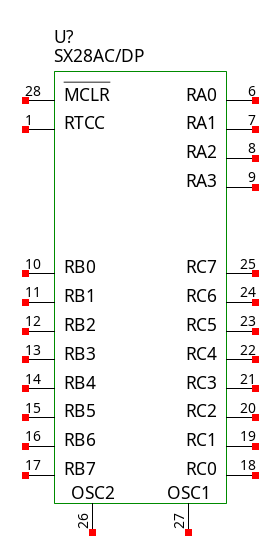 U?
SX28AC/DP
28 MCLR RA0 6
1 RTCC RA1 7
RA2 8
RA3 9
10 RB0 RC7 25
11 RB1 RC6 24
12 RB2 RC5 23
13 RB3 RC4 22
14 RB4 RC3 21
15 RB5 RC2 20
16 RB6 RC1 19
17 RB7 RC0 18
OSC2 OSC1
26 27